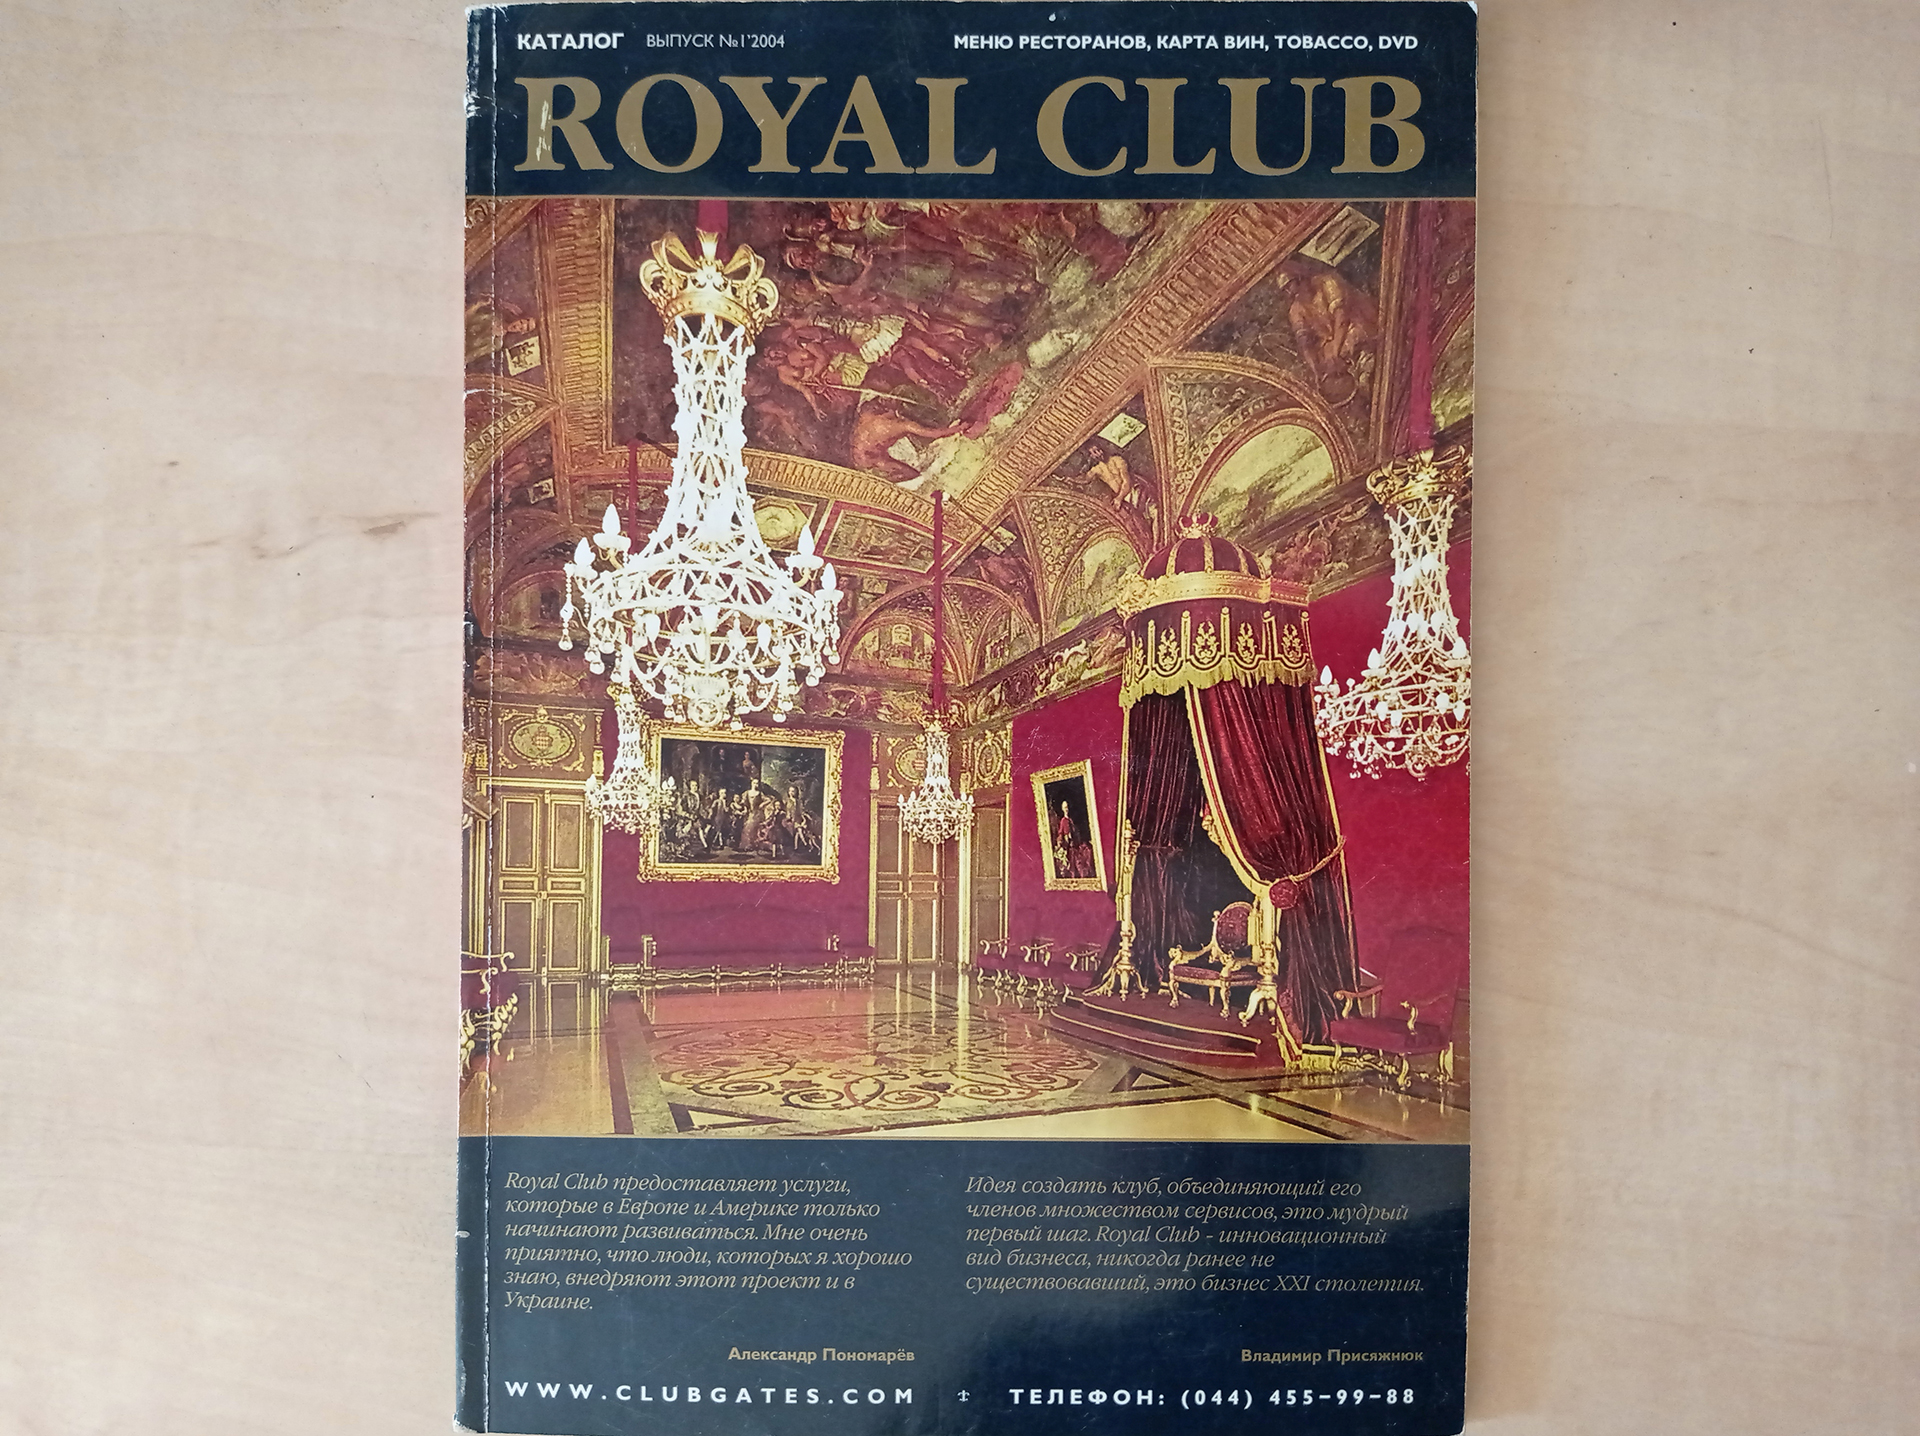 КАТАЛОГ ВЫПУСК №1'2004 МЕНЮ РЕСТОРАНОВ, КАРТА ВИН, TOBACCO, DVD
ROYAL CLUB
Royal Club предоставляет услуги,
которые в Европе и Америке только
начинают развиваться. Мне очень
приятно, что люди, которых я хорошо
знаю, внедряют этот проект и в
Украине.
Александр Пономарёв
Идея создать клуб, объединяющий его
членов множеством сервисов, это мудрый
первый шаг. Royal Club - инновационный
вид бизнеса, никогда ранее не
существовавший, это бизнес XXI столетия.
Владимир Присяжнюк
WWW.CLUBGATES.COM ТЕЛЕФОН: (044) 455-99-88